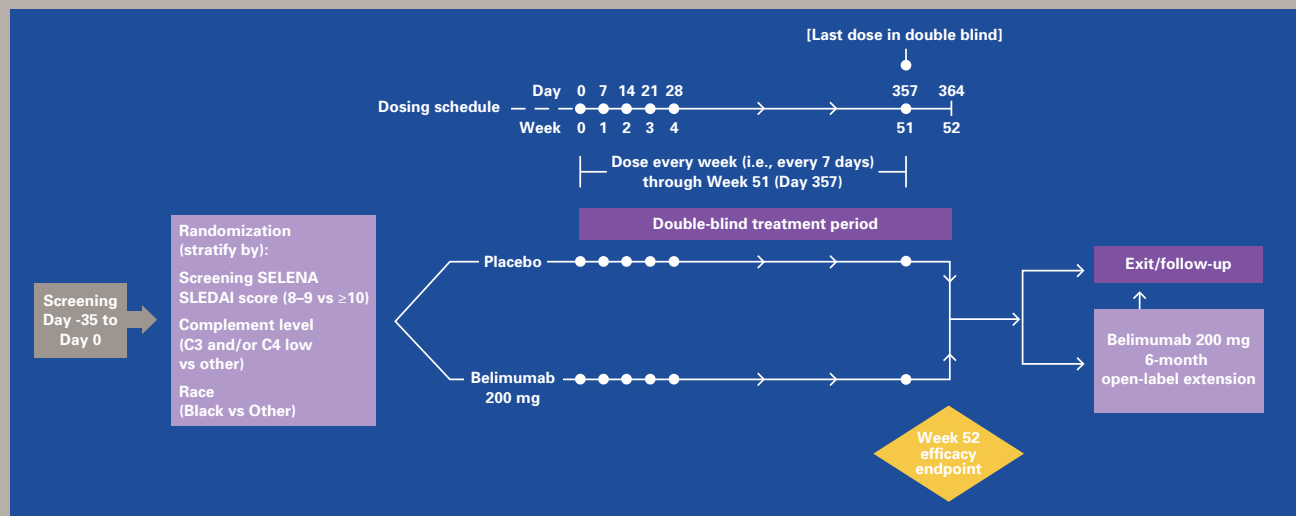 [Last dose in double blind]
Day 0 7 14 21 28 357 364
Dosing schedule
Week 0 1 2 3 4 51 52
Dose every week (i.e., every 7 days)
through Week 51 (Day 357)
Double-blind treatment period
Screening
Day -35 to
Day 0
Randomization
(stratify by):
Screening SELENA
SLEDAI score (8–9 vs ≥10)
Complement level
(C3 and/or C4 low
vs other)
Race
(Black vs Other)
Placebo
Belimumab
200 mg
Week 52
efficacy
endpoint
Exit/follow-up
Belimumab 200 mg
6-month
open-label extension